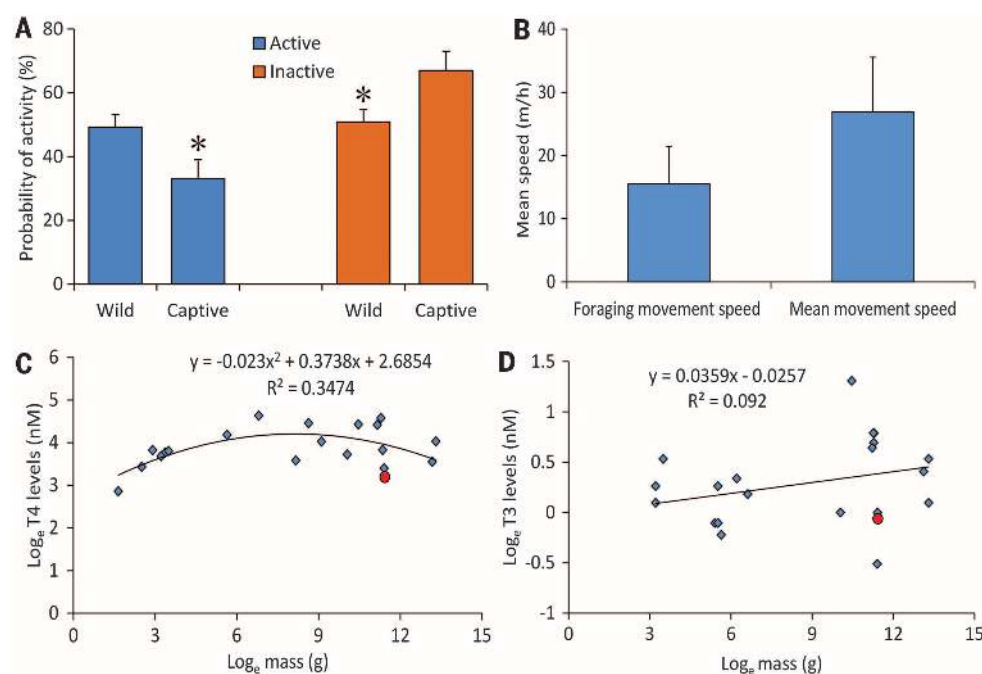 A
Probability of activity (%)
80
60
40
20
0
Active
Inactive
*
*
Wild
Captive
Wild
Captive
B
Mean speed (m/h)
40
30
20
10
0
Foraging movement speed
Mean movement speed
C
Logₑ T4 levels (nM)
6
5
4
3
2
1
0
y = -0.023x² + 0.3738x + 2.6854
R² = 0.3474
0
3
6
9
12
15
Logₑ mass (g)
D
Logₑ T3 levels (nM)
1.5
1
0.5
0
-0.5
-1
y = 0.0359x - 0.0257
R² = 0.092
0
3
6
9
12
15
Logₑ mass (g)